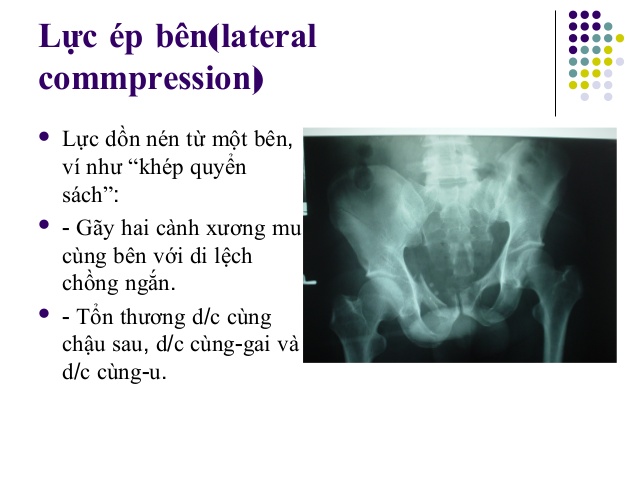 Lực ép bên(lateral
commpression)
Lực dồn nén từ một bên,
ví như “khép quyển
sách”:
- Gãy hai cành xương mu
cùng bên với di lệch
chồng ngắn.
- Tổn thương d/c cùng
chậu sau, d/c cùng-gai và
d/c cùng-u.